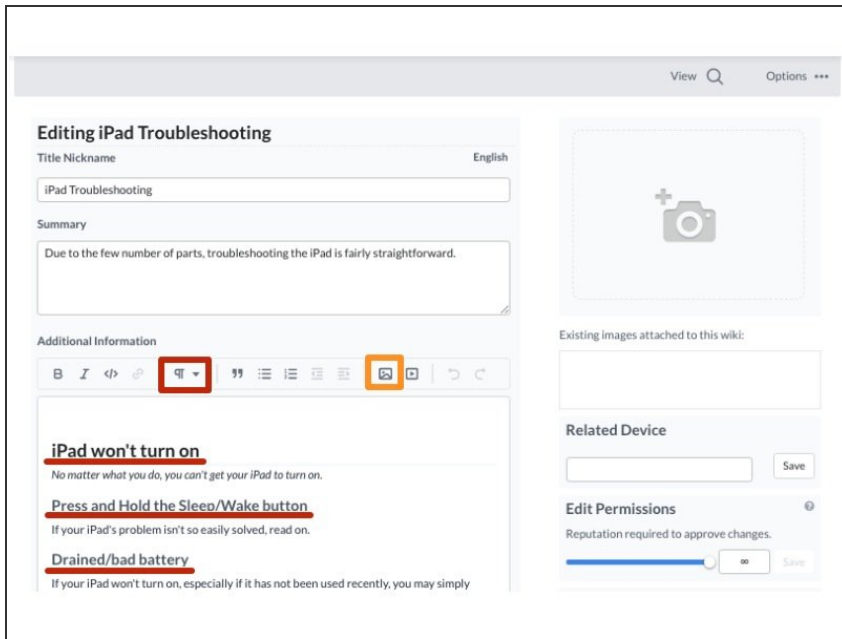 View
Options •••
Editing iPad Troubleshooting
Title Nickname
English
iPad Troubleshooting
Summary
Due to the few number of parts, troubleshooting the iPad is fairly straightforward.
Additional Information
B I </> ¶
iPad won't turn on
No matter what you do, you can't get your iPad to turn on.
Press and Hold the Sleep/Wake button
If your iPad's problem isn't so easily solved, read on.
Drained/bad battery
If your iPad won't turn on, especially if it has not been used recently, you may simply
Existing images attached to this wiki:
Related Device
Save
Edit Permissions
Reputation required to approve changes.
∞
Save